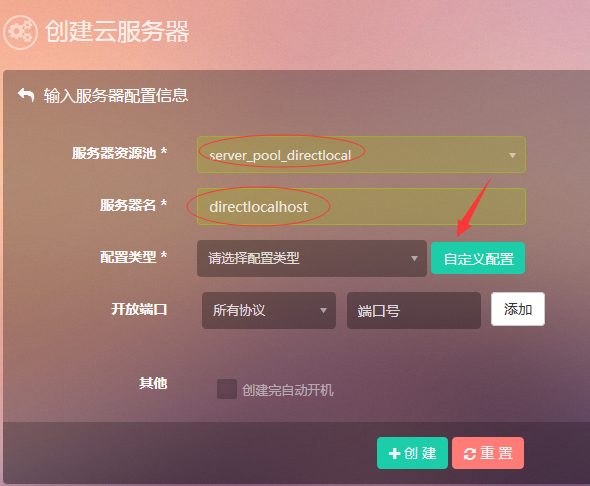 创建云服务器
输入服务器配置信息
服务器资源池 * server_pool_directlocal
服务器名 * directlocalhost
配置类型 * 请选择配置类型 自定义配置
开放端口 所有协议 端口号 添加
其他 创建完自动开机
创建 重置